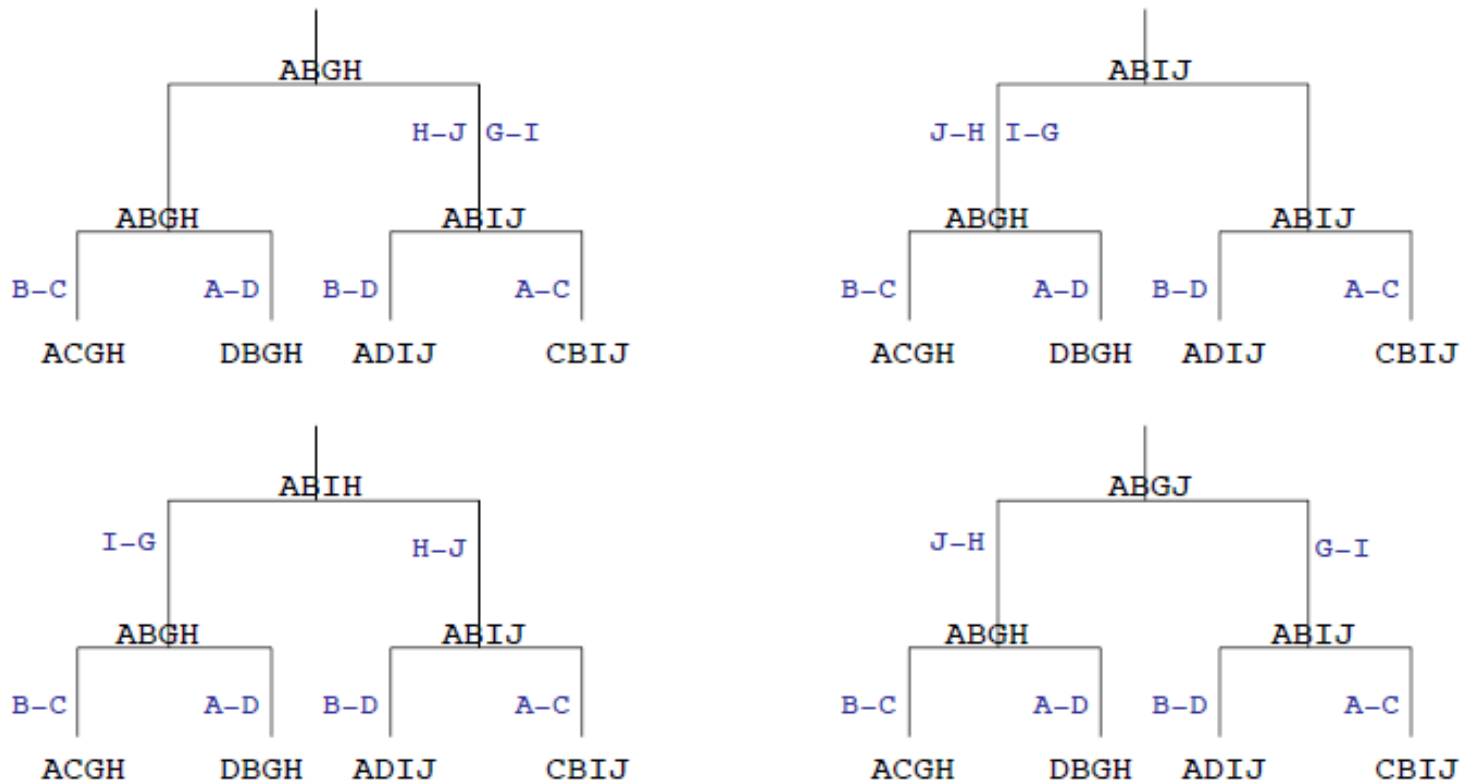 ABGH ABIJ
H-J G-I J-H I-G
ABGH ABIJ ABGH ABIJ
B-C A-D B-D A-C B-C A-D B-D A-C
ACGH DBGH ADIJ CBIJ ACGH DBGH ADIJ CBIJ
ABIH ABGJ
I-G H-J J-H G-I
ABGH ABIJ ABGH ABIJ
B-C A-D B-D A-C B-C A-D B-D A-C
ACGH DBGH ADIJ CBIJ ACGH DBGH ADIJ CBIJ